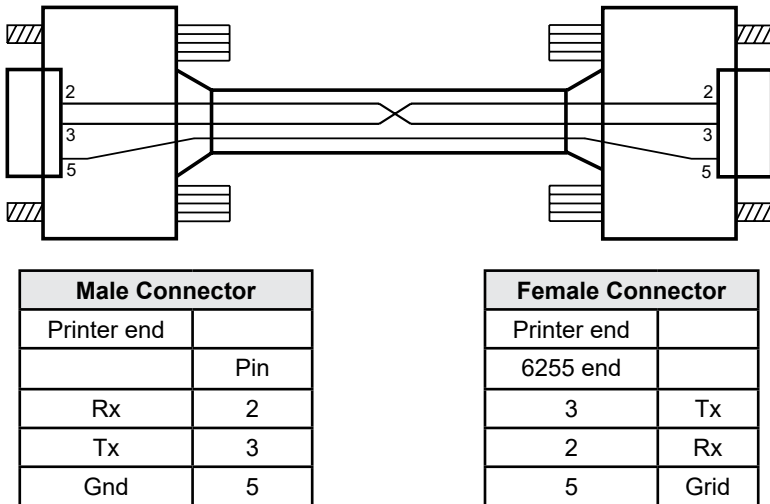 2
3
5
2
3
5
Male Connector
Printer end
Pin
Rx 2
Tx 3
Gnd 5
Female Connector
Printer end
6255 end
3 Tx
2 Rx
5 Grid